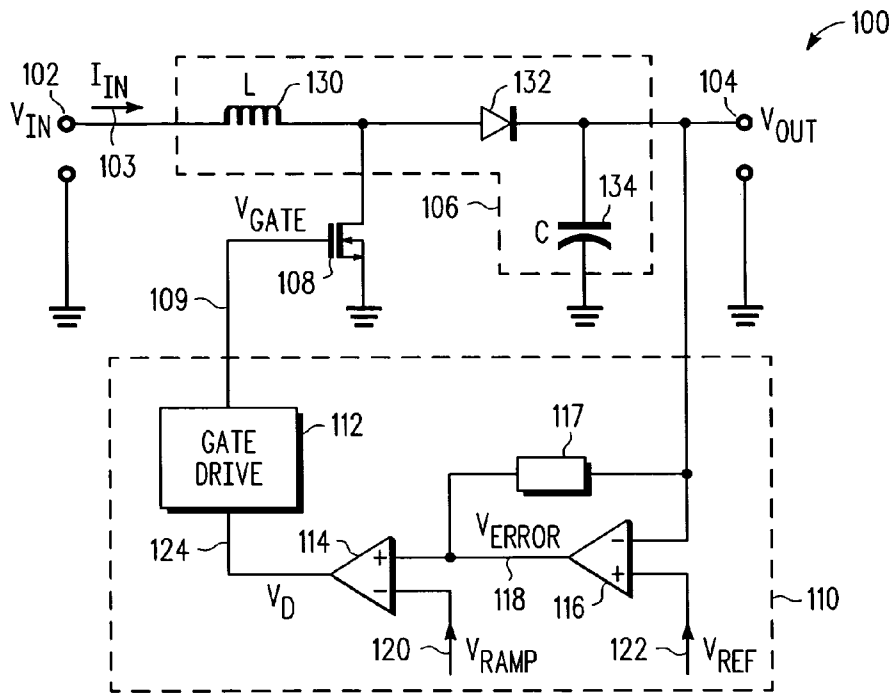 100
102
I_IN
V_IN
103
L
130
132
104
V_OUT
106
134
C
V_GATE
108
109
GATE
DRIVE
112
117
124
114
+
−
V_ERROR
118
−
+
116
110
V_D
120
V_RAMP
122
V_REF